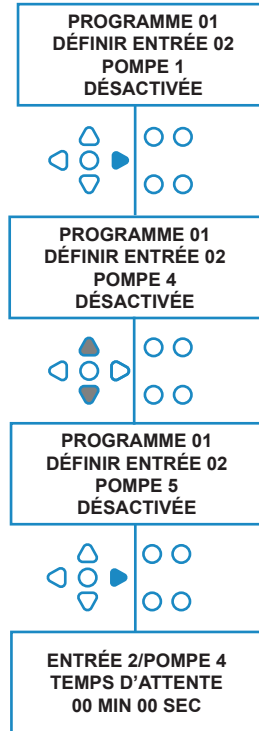 PROGRAMME 01
DÉFINIR ENTRÉE 02
POMPE 1
DÉSACTIVÉE
PROGRAMME 01
DÉFINIR ENTRÉE 02
POMPE 4
DÉSACTIVÉE
PROGRAMME 01
DÉFINIR ENTRÉE 02
POMPE 5
DÉSACTIVÉE
ENTRÉE 2/POMPE 4
TEMPS D'ATTENTE
00 MIN 00 SEC